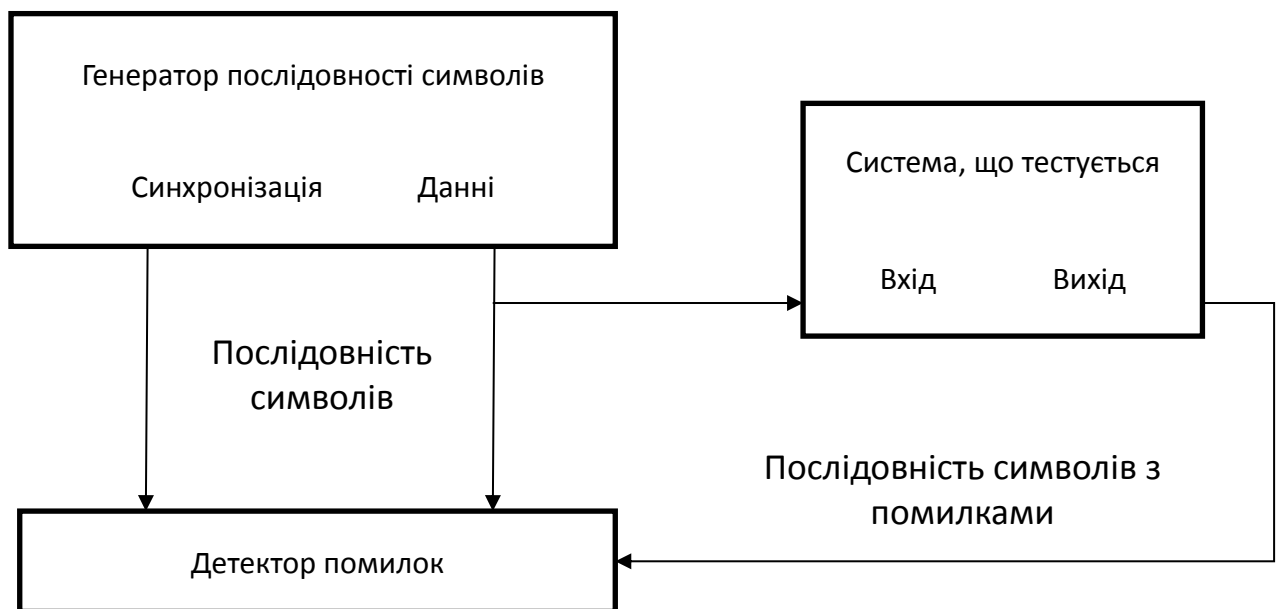 Генератор послідовності символів
Синхронізація Данні
Система, що тестується
Вхід Вихід
Послідовність
символів
Послідовність символів з
помилками
Детектор помилок